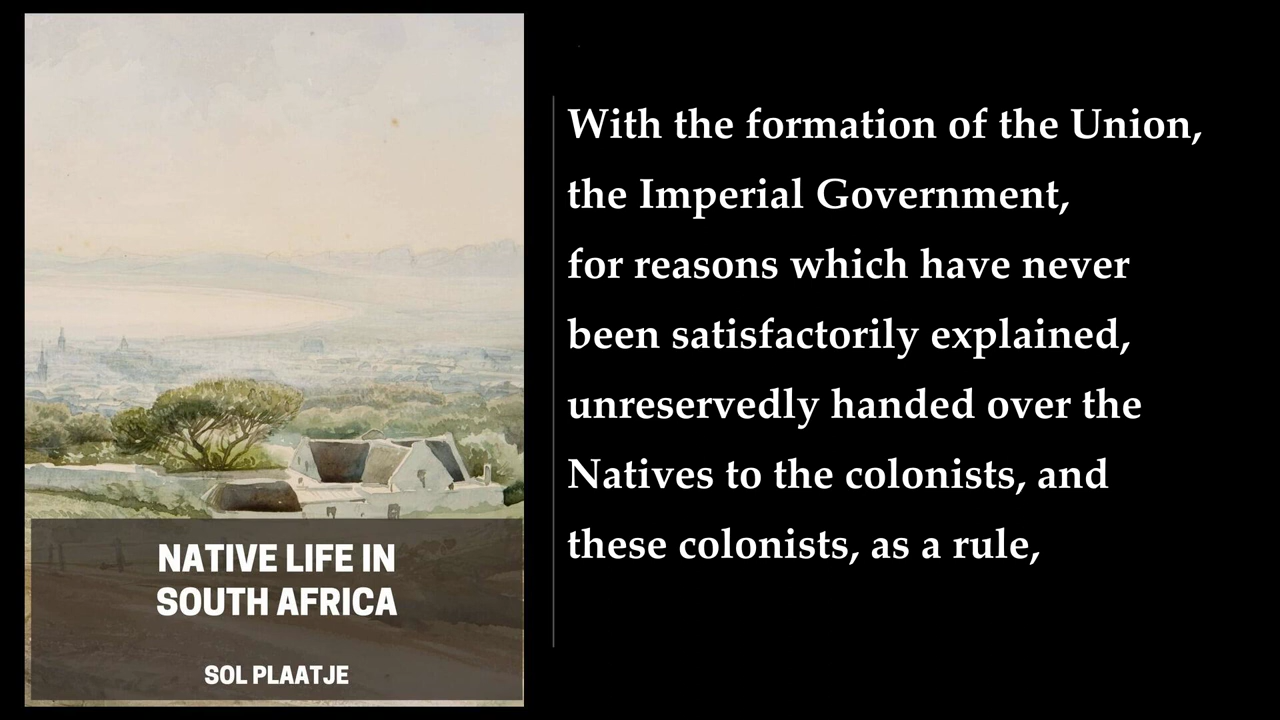 NATIVE LIFE IN
SOUTH AFRICA
SOL PLAATJE
With the formation of the Union,
the Imperial Government,
for reasons which have never
been satisfactorily explained,
unreservedly handed over the
Natives to the colonists, and
these colonists, as a rule,